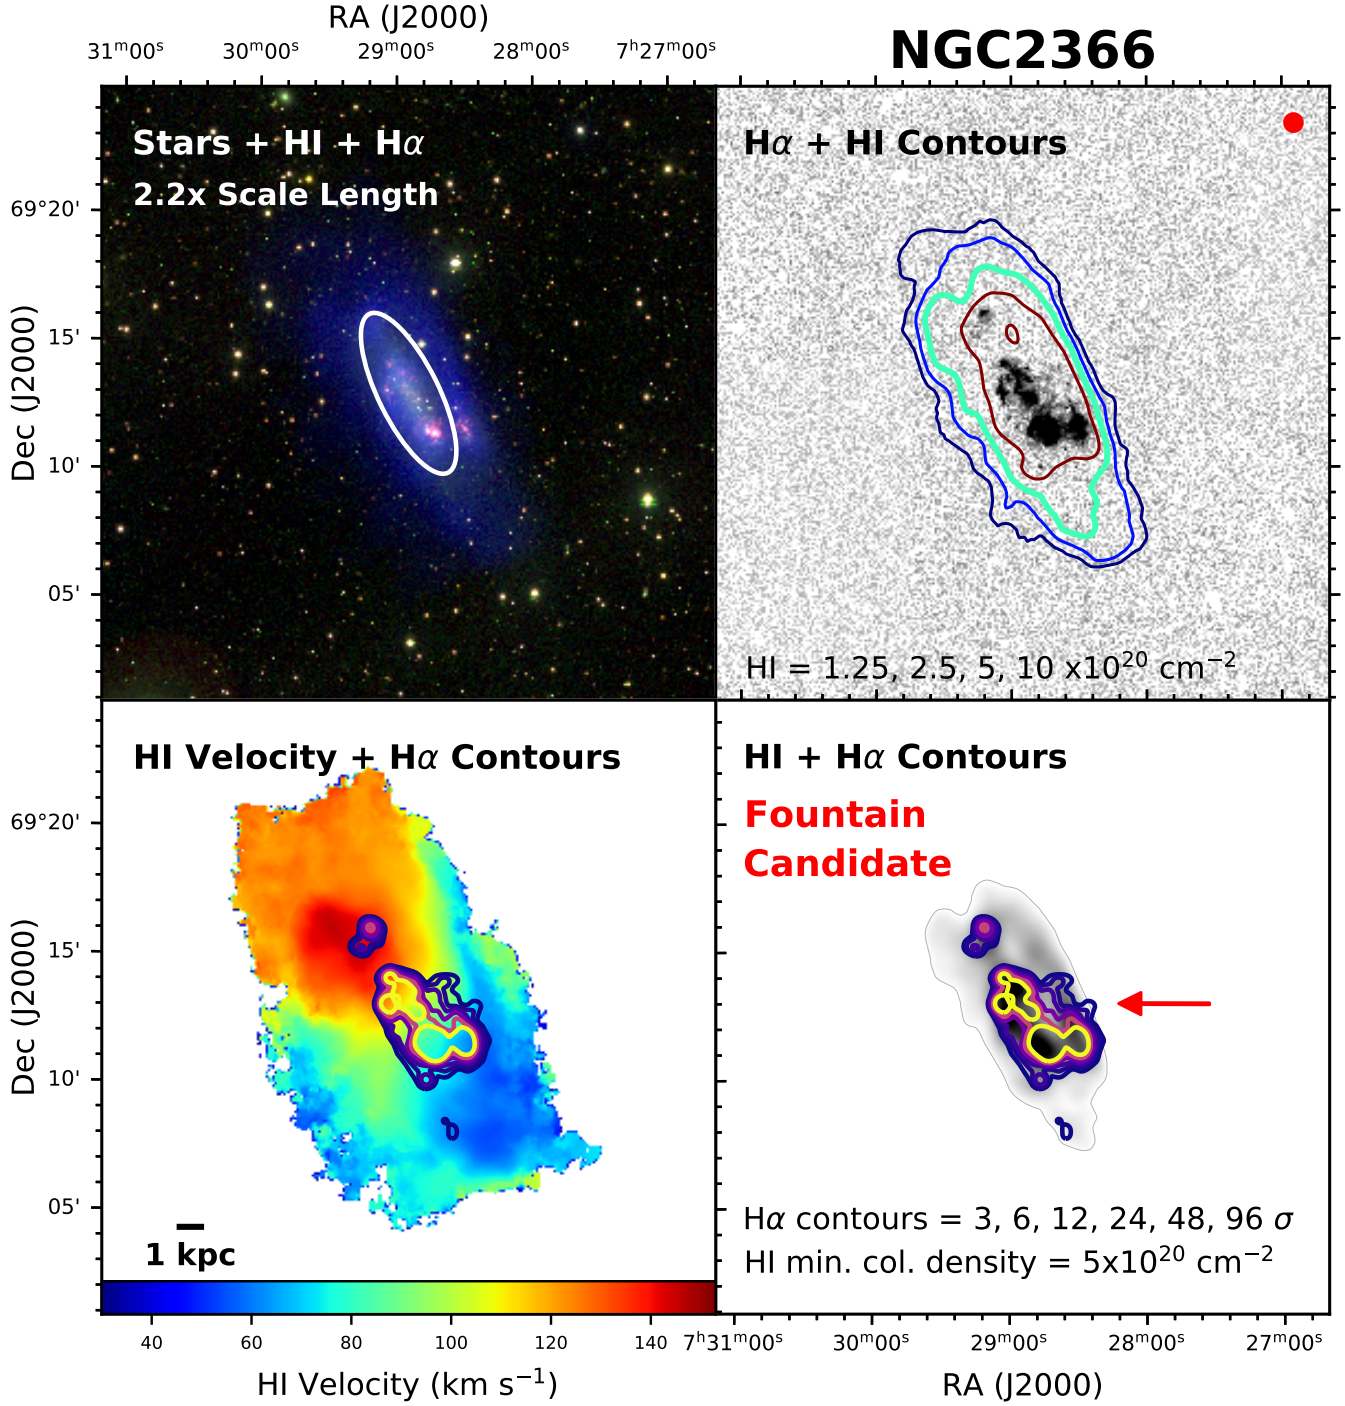 RA (J2000)
31ᵐ00ˢ 30ᵐ00ˢ 29ᵐ00ˢ 28ᵐ00ˢ 7ʰ27ᵐ00ˢ
NGC2366
Stars + HI + Hα
2.2x Scale Length
Hα + HI Contours
HI = 1.25, 2.5, 5, 10 x10²⁰ cm⁻²
69°20'
15'
10'
05'
Dec (J2000)
HI Velocity + Hα Contours
1 kpc
HI + Hα Contours
Fountain
Candidate
Hα contours = 3, 6, 12, 24, 48, 96 σ
HI min. col. density = 5x10²⁰ cm⁻²
69°20'
15'
10'
05'
Dec (J2000)
40 60 80 100 120 140
HI Velocity (km s⁻¹)
7ʰ31ᵐ00ˢ 30ᵐ00ˢ 29ᵐ00ˢ 28ᵐ00ˢ 27ᵐ00ˢ
RA (J2000)